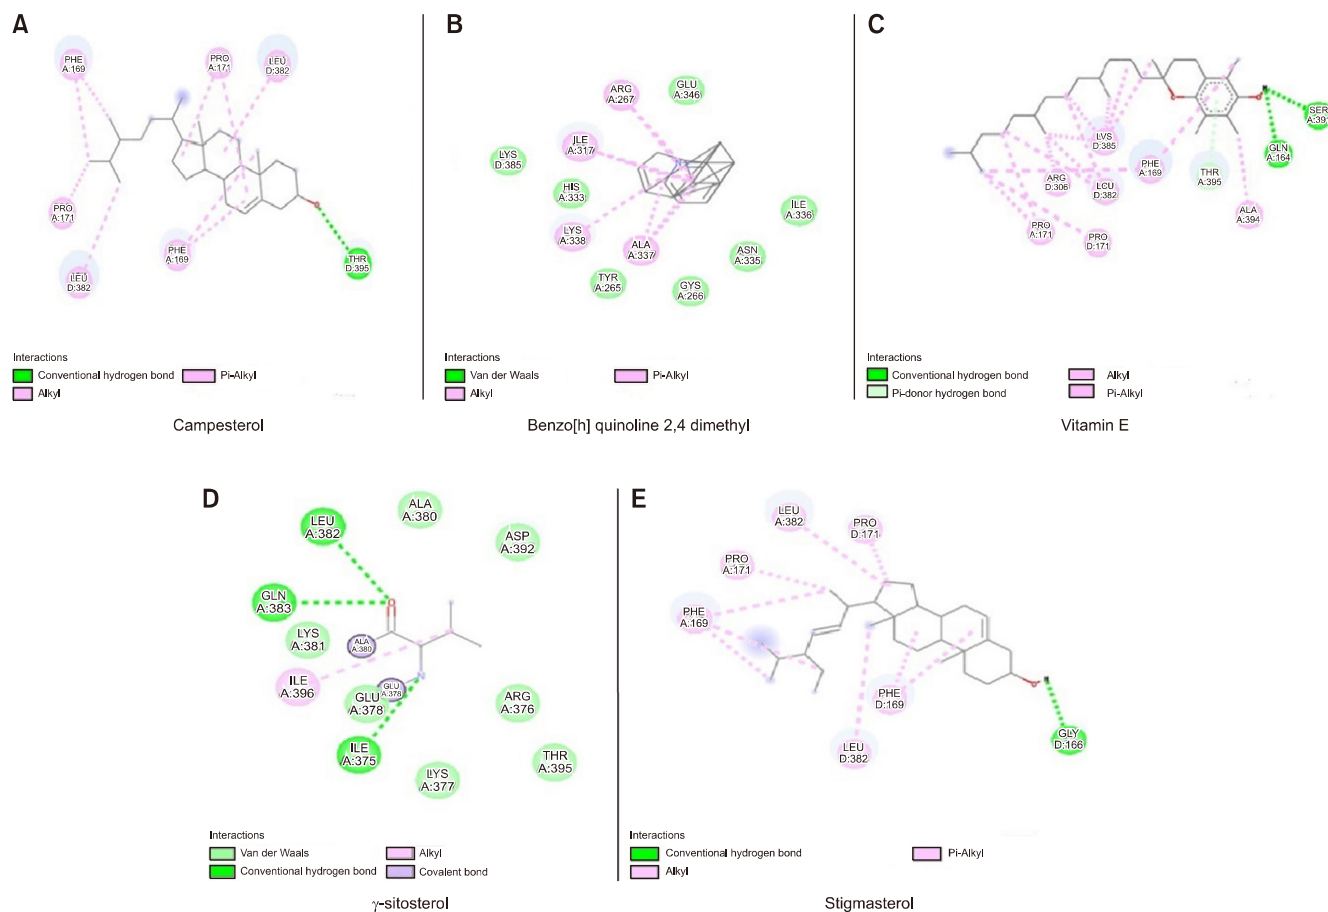 A
PHE
A:169
PRO
A:171
LEU
D:382
PRO
A:171
LEU
D:382
PHE
A:169
THR
D:395
Interactions
Conventional hydrogen bond
Pi-Alkyl
Alkyl
Campesterol
B
ARG
A:267
GLU
A:346
JLE
A:317
LYS
D:385
HIS
A:333
LYS
A:338
ALA
A:337
ILE
A:336
ASN
A:335
TYR
A:265
GYS
A:266
Interactions
Van der Waals
Pi-Alkyl
Alkyl
Benzo[h] quinoline 2,4 dimethyl
C
SER
A:391
GLN
A:164
LVS
D:385
PHE
A:169
THR
A:395
ARG
D:306
LCU
D:382
ALA
A:394
PRO
A:171
PRO
D:171
H
Interactions
Conventional hydrogen bond
Alkyl
Pi-donor hydrogen bond
Pi-Alkyl
Vitamin E
D
LEU
A:382
ALA
A:380
ASP
A:392
GLN
A:383
O
LYS
A:381
ALA
A:380
ILE
A:396
GLU
A:378
GLU
A:378
N
ARG
A:376
ILE
A:375
LYS
A:377
THR
A:395
Interactions
Van der Waals
Alkyl
Conventional hydrogen bond
Covalent bond
γ-sitosterol
E
LEU
A:382
PRO
D:171
PRO
A:171
PHE
A:169
PHE
D:169
LEU
D:382
H
GLY
D:166
Interactions
Conventional hydrogen bond
Pi-Alkyl
Alkyl
Stigmasterol